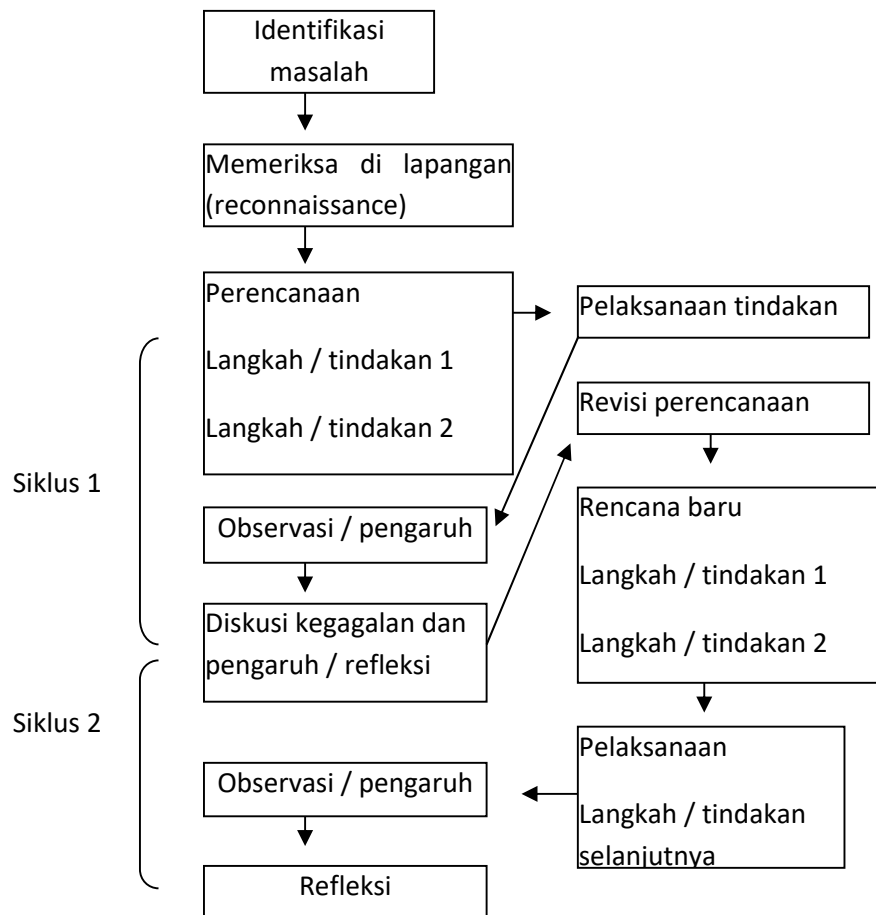 Identifikasi
masalah
Memeriksa di lapangan
(reconnaissance)
Perencanaan
Langkah / tindakan 1
Langkah / tindakan 2
Pelaksanaan tindakan
Siklus 1
Observasi / pengaruh
Diskusi kegagalan dan
pengaruh / refleksi
Revisi perencanaan
Rencana baru
Langkah / tindakan 1
Langkah / tindakan 2
Siklus 2
Pelaksanaan
Langkah / tindakan
selanjutnya
Observasi / pengaruh
Refleksi